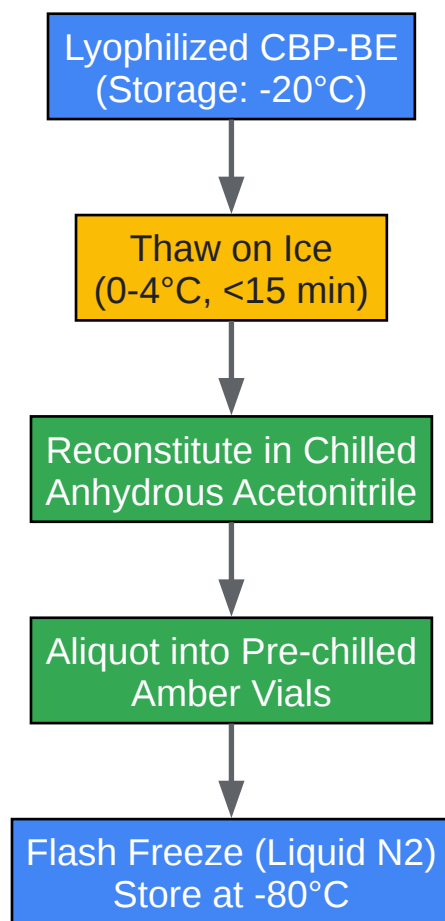 Lyophilized CBP-BE
(Storage: -20°C)
Thaw on Ice
(0-4°C, <15 min)
Reconstitute in Chilled
Anhydrous Acetonitrile
Aliquot into Pre-chilled
Amber Vials
Flash Freeze (Liquid N2)
Store at -80°C